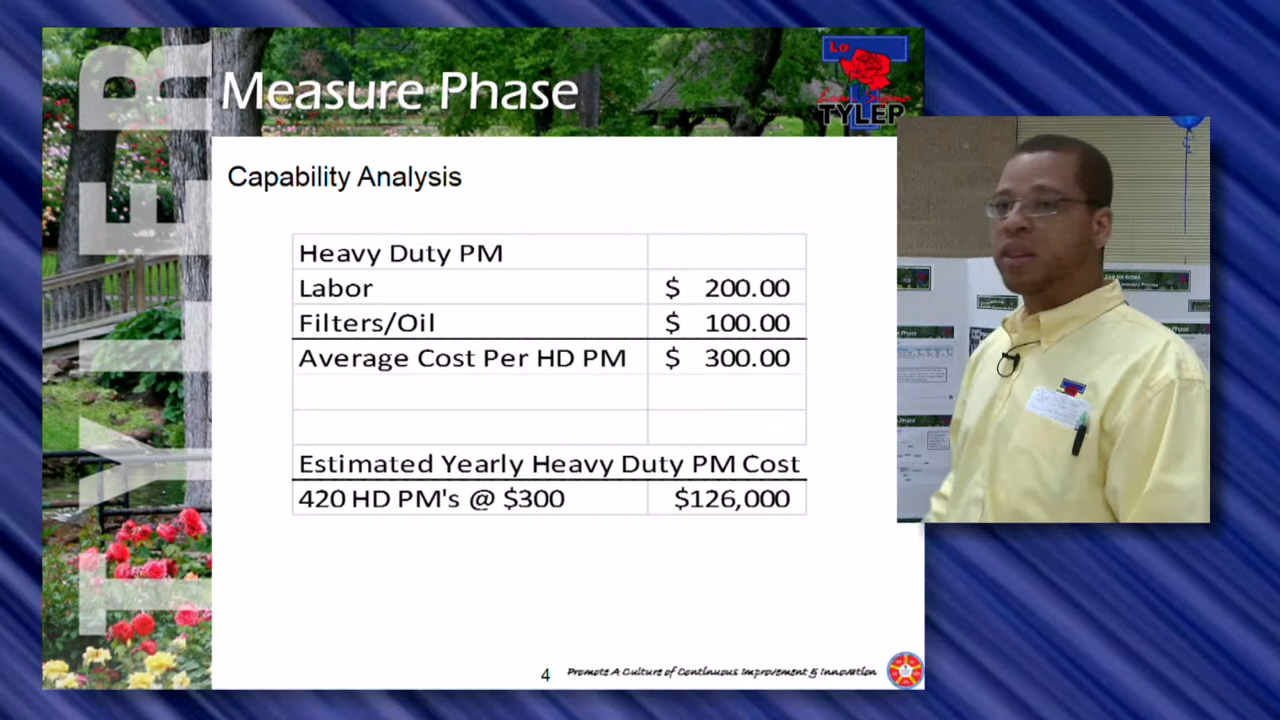 TYLER
Measure Phase
TYLER
Capability Analysis
Heavy Duty PM
Labor $ 200.00
Filters/Oil $ 100.00
Average Cost Per HD PM $ 300.00
Estimated Yearly Heavy Duty PM Cost
420 HD PM's @ $300 $126,000
4 Promote A Culture of Continuous Improvement & Innovation